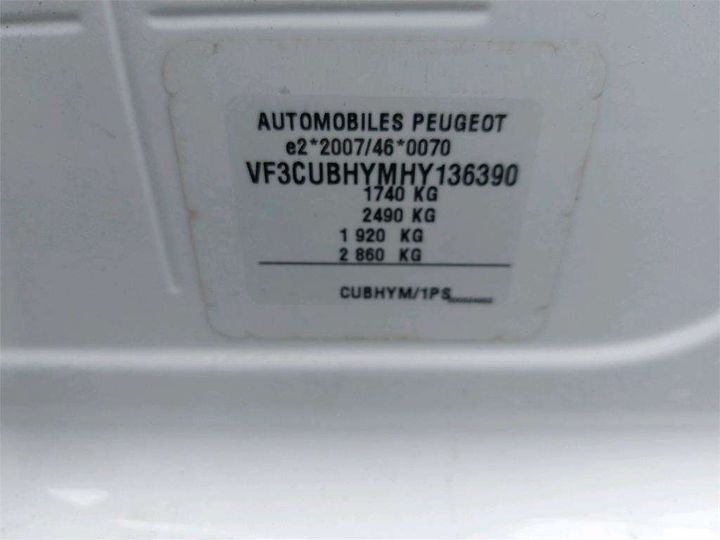 AUTOMOBILES PEUGEOT
e2*2007/46*0070
VF3CUBHYMHY136390
1740 KG
2490 KG
1 920 KG
2 860 KG
CUBHYM/1PS